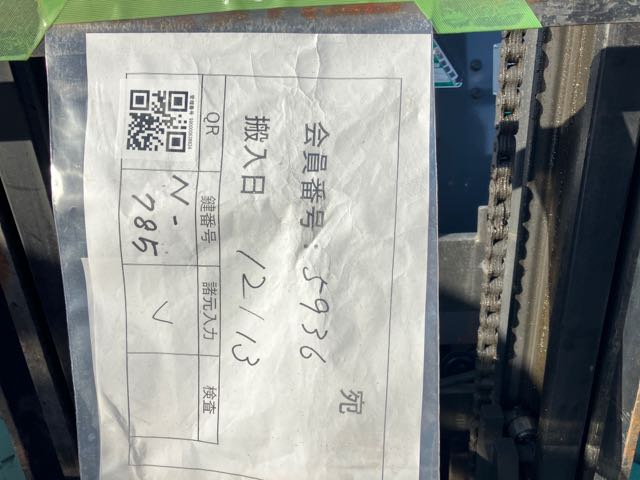 宛
会員番号: 5936
搬入日 12/13
QR 鍵番号 諸元入力 検査
N-785 ✓